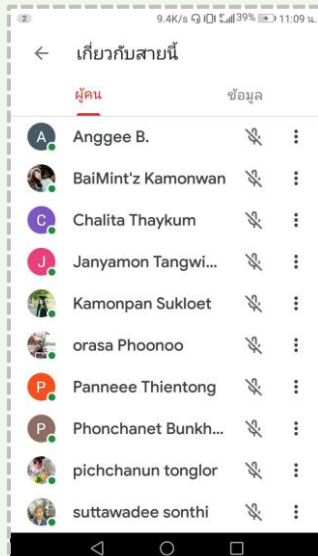 2 9.4K/s 39% 11:09 น.
เกี่ยวกับสายนี้
ผู้คน ข้อมูล
A Anggee B.
BaiMint'z Kamonwan
C Chalita Thaykum
J Janyamon Tangwi...
Kamonpan Sukloet
orasa Phoonoo
P Panneee Thientong
P Phonchanet Bunkh...
pichchanun tonglor
suttawadee sonthi